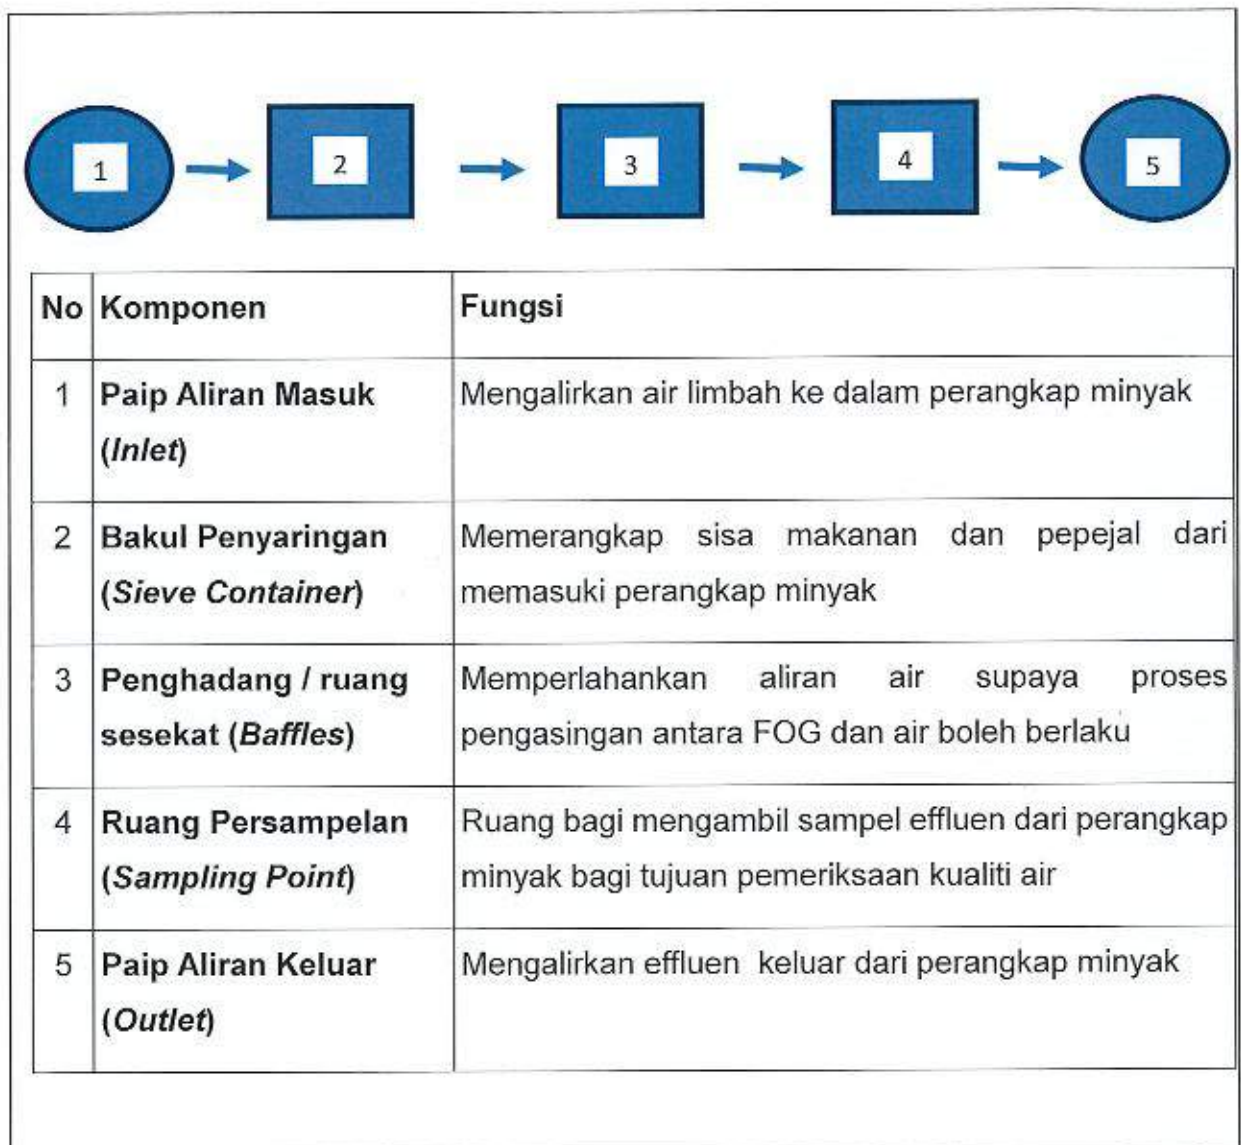 1
2
3
4
5
No Komponen Fungsi
1 Paip Aliran Masuk Mengalirkan air limbah ke dalam perangkap minyak
(Inlet)
2 Bakul Penyaringan Memerangkap sisa makanan dan pepejal dari
(Sieve Container) memasuki perangkap minyak
3 Penghadang / ruang Memperlahankan aliran air supaya proses
sesekat (Baffles) pengasingan antara FOG dan air boleh berlaku
4 Ruang Persampelan Ruang bagi mengambil sampel effluen dari perangkap
(Sampling Point) minyak bagi tujuan pemeriksaan kualiti air
5 Paip Aliran Keluar Mengalirkan effluen keluar dari perangkap minyak
(Outlet)